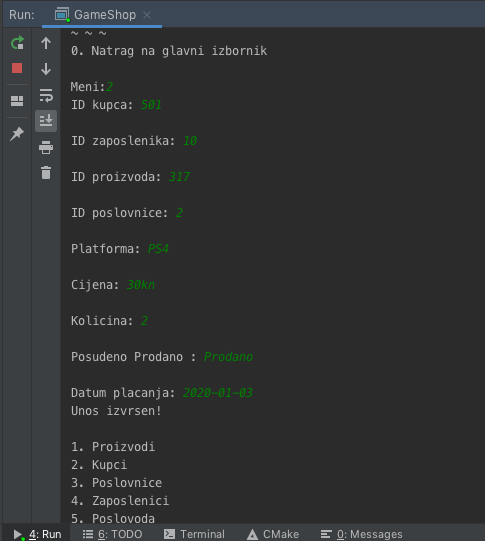 Run: GameShop
~ ~ ~
0. Natrag na glavni izbornik
Meni:2
ID kupca: 501
ID zaposlenika: 10
ID proizvoda: 317
ID poslovnice: 2
Platforma: PS4
Cijena: 30kn
Kolicina: 2
Posudeno Prodano : Prodano
Datum placanja: 2020-01-03
Unos izvrsen!
1. Proizvodi
2. Kupci
3. Poslovnice
4. Zaposlenici
5. Poslovoda
4: Run 6: TODO Terminal CMake 0: Messages